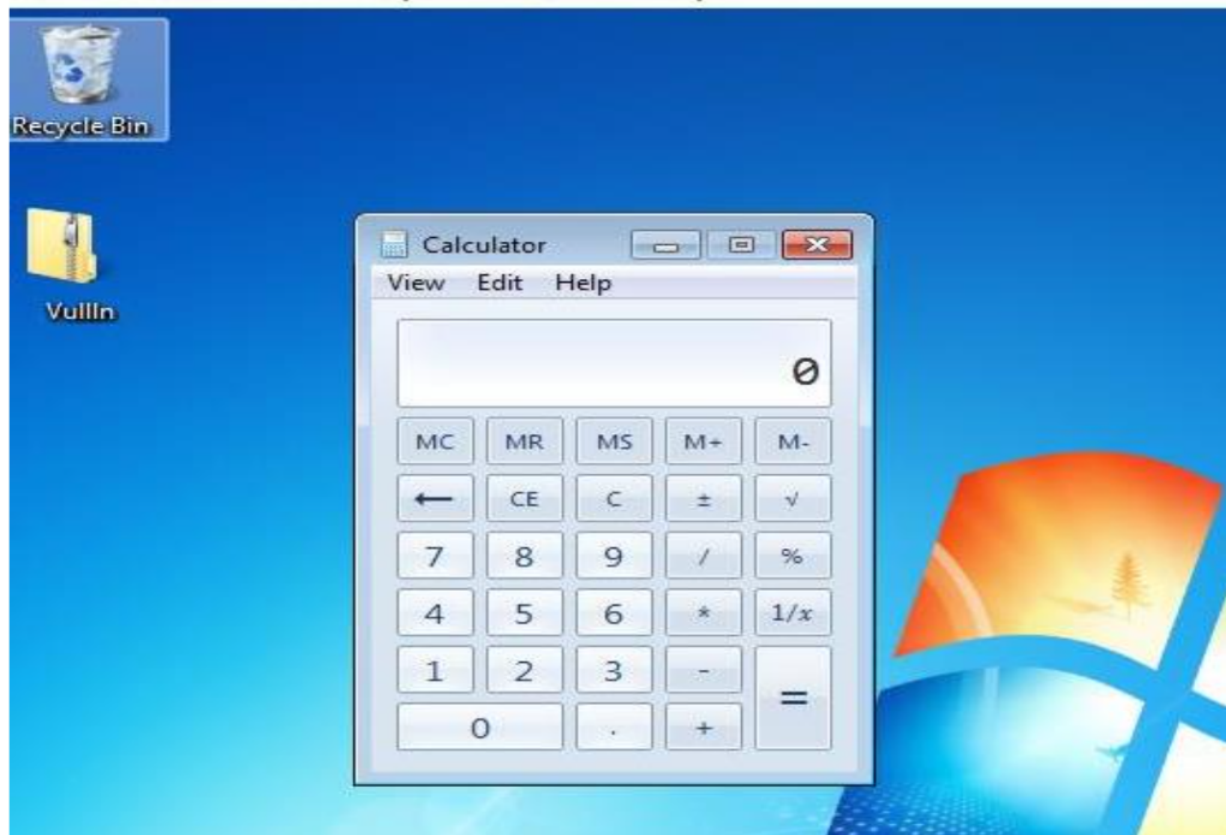 Recycle Bin
Vullln
Calculator
View Edit Help
0
MC MR MS M+ M-
← CE C ± √
7 8 9 / %
4 5 6 * 1/x
1 2 3 - =
0 . +